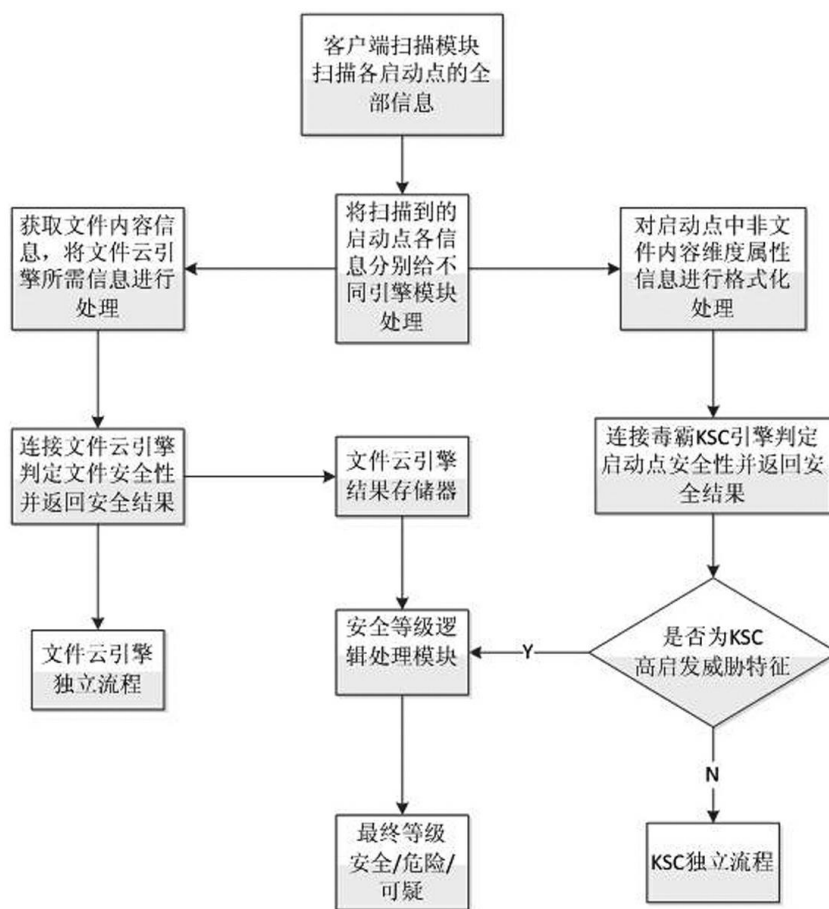 客户端扫描模块
扫描各启动点的全
部信息
获取文件内容信
息，将文件云引
擎所需信息进行
处理
将扫描到的
启动点各信
息分别给不
同引擎模块
处理
对启动点中非文
件内容维度属性
信息进行格式化
处理
连接文件云引擎
判定文件安全性
并返回安全结果
文件云引擎
结果存储器
连接毒霸KSC引擎判定
启动点安全性并返回安
全结果
文件云引擎
独立流程
安全等级逻
辑处理模块
Y
是否为KSC
高启发威胁特征
N
最终等级
安全/危险/
可疑
KSC独立流程